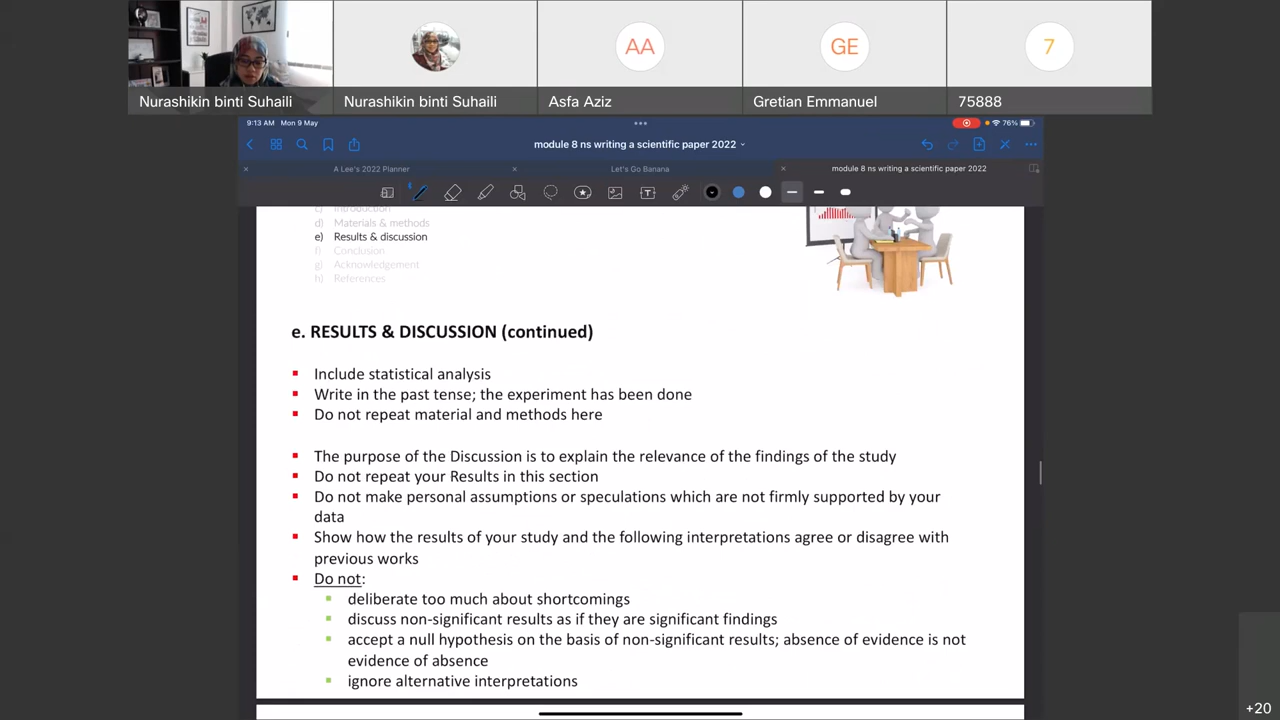 AA
GE
7
Nurashikin binti Suhaili
Nurashikin binti Suhaili
Asfa Aziz
Gretian Emmanuel
75888
9:13 AM Mon 9 May
76%
module 8 ns writing a scientific paper 2022
A Lee's 2022 Planner
Let's Go Banana
module 8 ns writing a scientific paper 2022
c) Introduction
d) Materials & methods
e) Results & discussion
f) Conclusion
g) Acknowledgement
h) References
e. RESULTS & DISCUSSION (continued)
Include statistical analysis
Write in the past tense; the experiment has been done
Do not repeat material and methods here
The purpose of the Discussion is to explain the relevance of the findings of the study
Do not repeat your Results in this section
Do not make personal assumptions or speculations which are not firmly supported by your
data
Show how the results of your study and the following interpretations agree or disagree with
previous works
Do not:
deliberate too much about shortcomings
discuss non-significant results as if they are significant findings
accept a null hypothesis on the basis of non-significant results; absence of evidence is not
evidence of absence
ignore alternative interpretations
+20